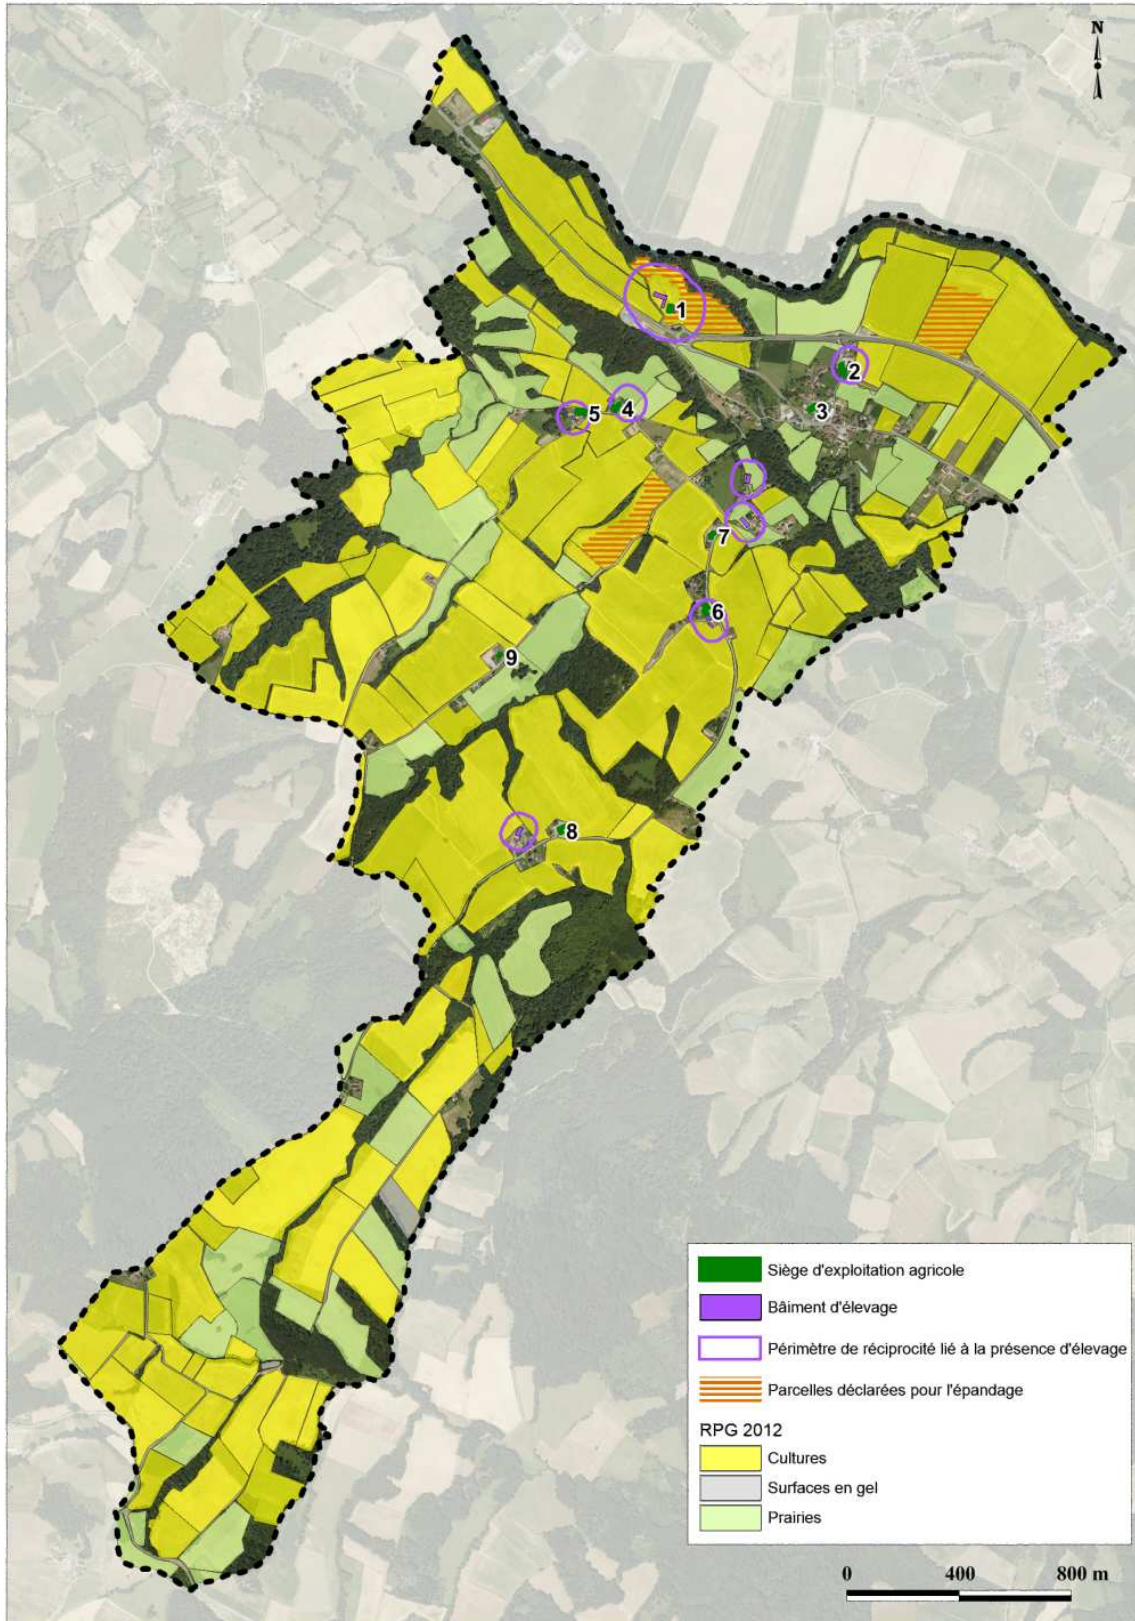 N
1
2
3
4
5
7
6
9
8
Siège d'exploitation agricole
Bâiment d'élevage
Périmètre de réciprocité lié à la présence d'élevage
Parcelles déclarées pour l'épandage
RPG 2012
Cultures
Surfaces en gel
Prairies
0 400 800 m